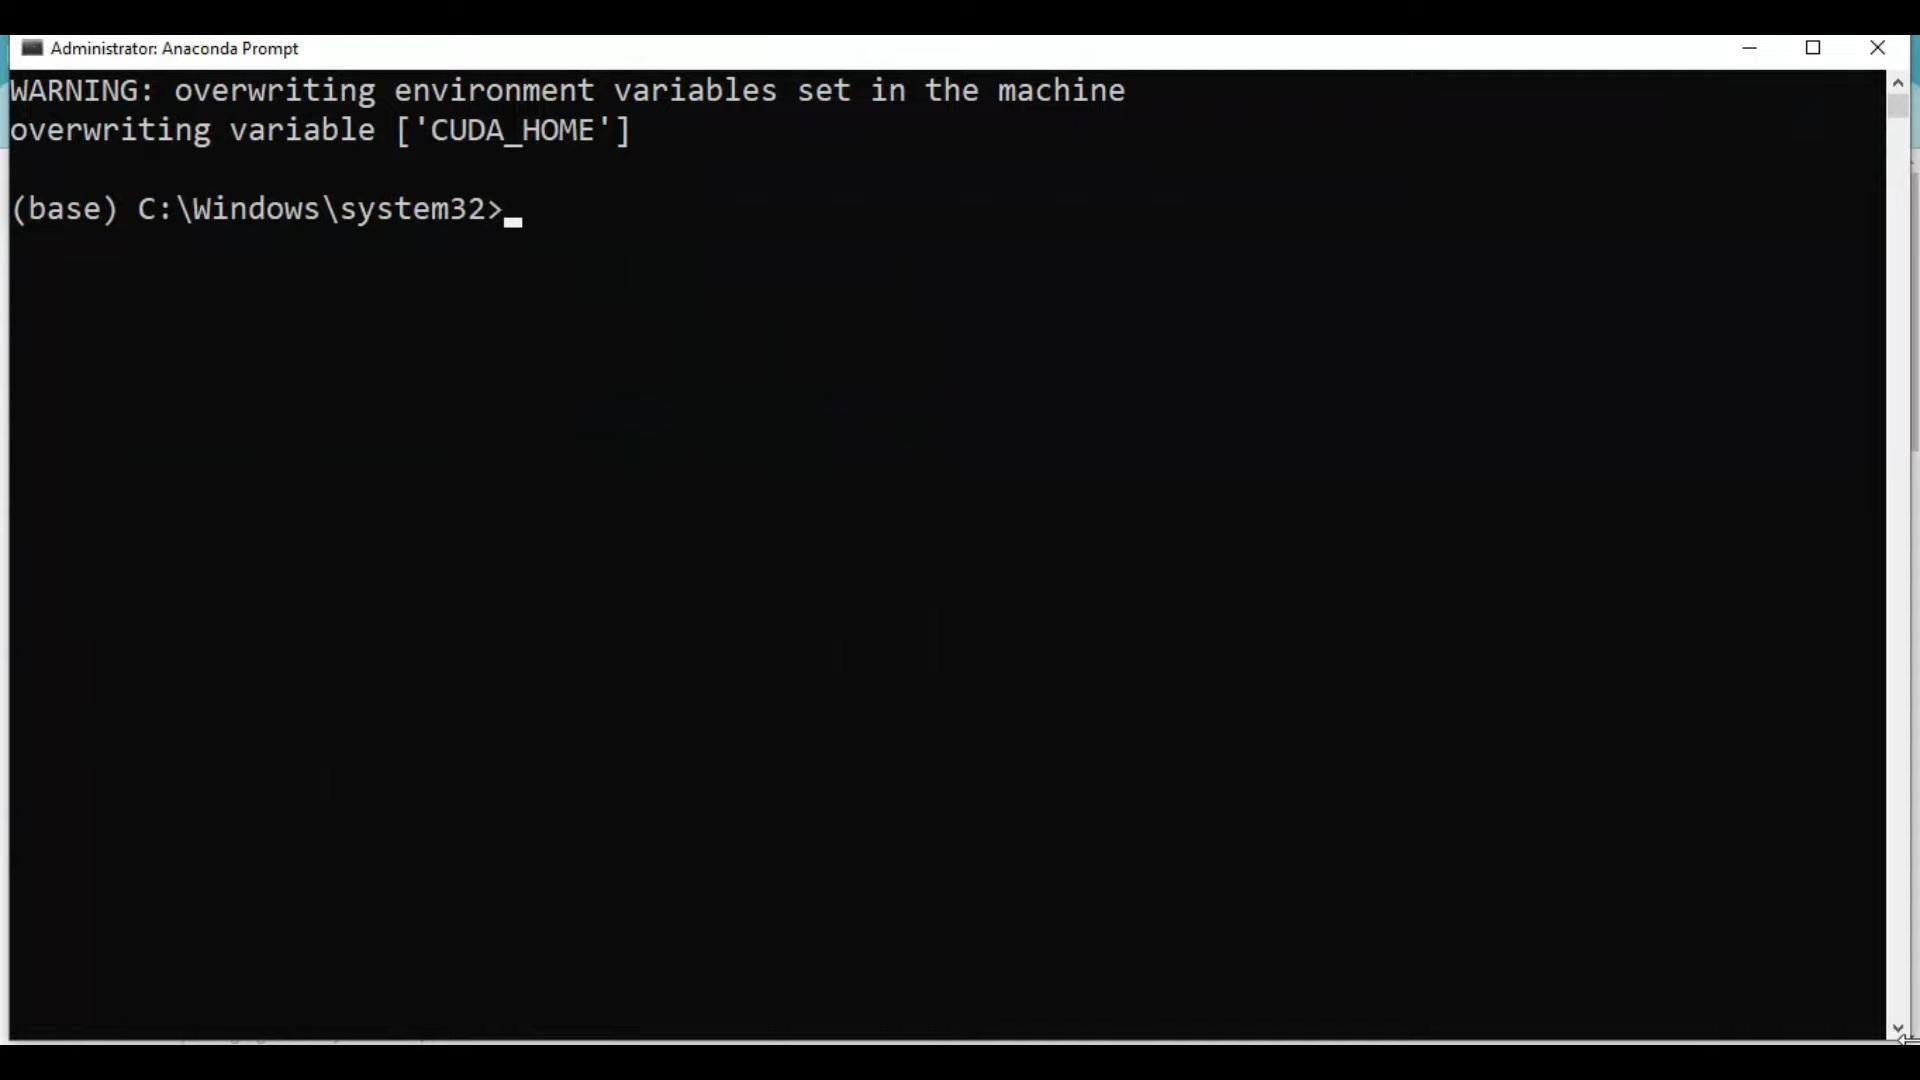 Administrator: Anaconda Prompt
WARNING: overwriting environment variables set in the machine
overwriting variable ['CUDA_HOME']
(base) C:\Windows\system32>